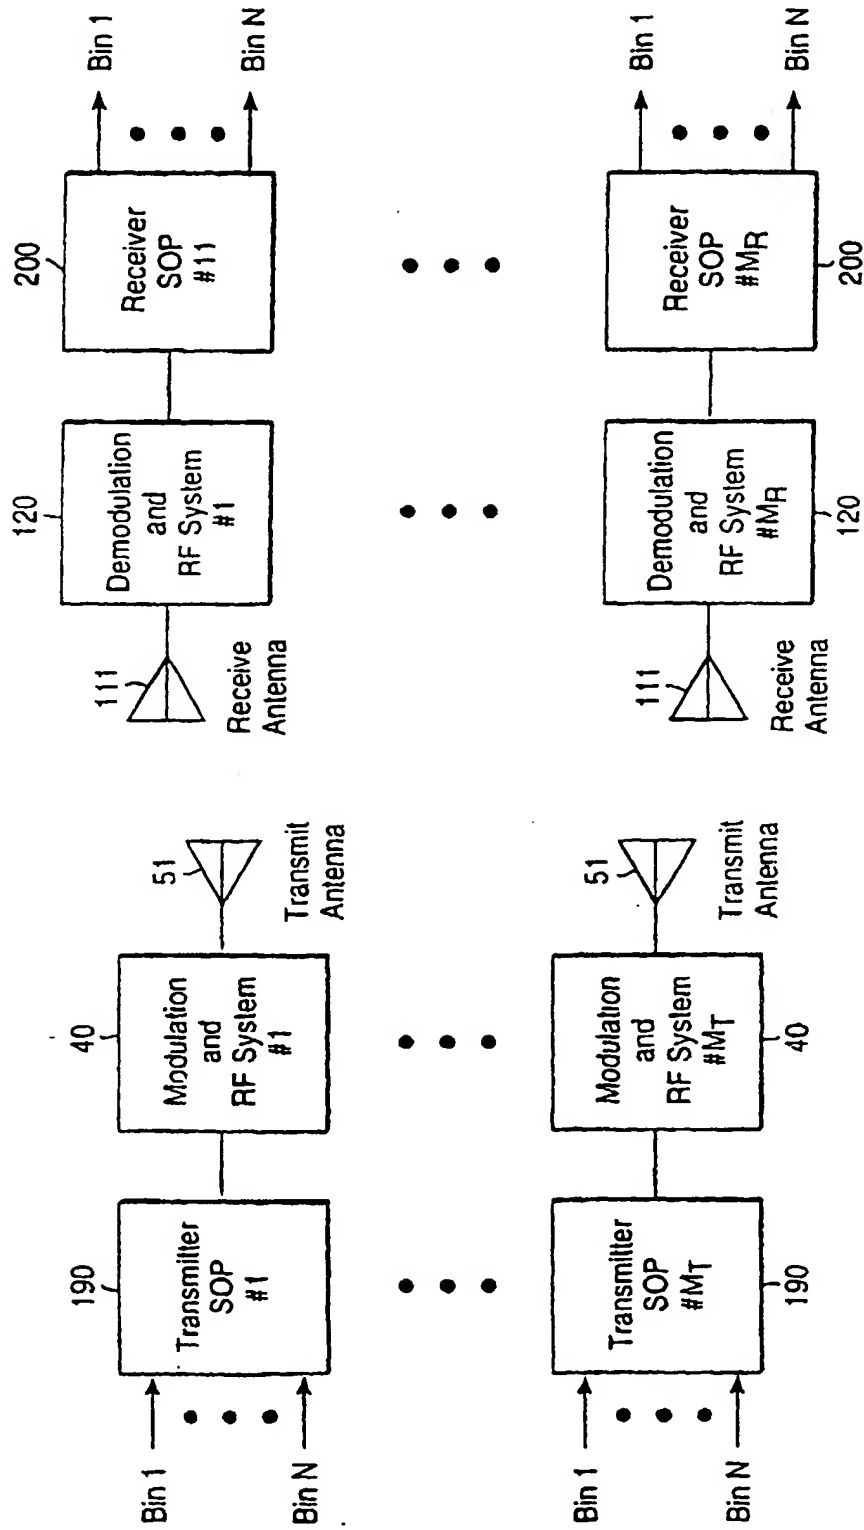 Bin 1
Bin N
190
Transmitter
SOP
#1
40
Modulation
and
RF System
#1
51
Transmit
Antenna
111
Receive
Antenna
120
Demodulation
and
RF System
#1
200
Receiver
SOP
#11
Bin 1
Bin N
Bin 1
Bin N
Transmitter
SOP
#MT
190
Modulation
and
RF System
#MT
40
51
Transmit
Antenna
111
Receive
Antenna
Demodulation
and
RF System
#MR
120
Receiver
SOP
#MR
200
Bin 1
Bin N